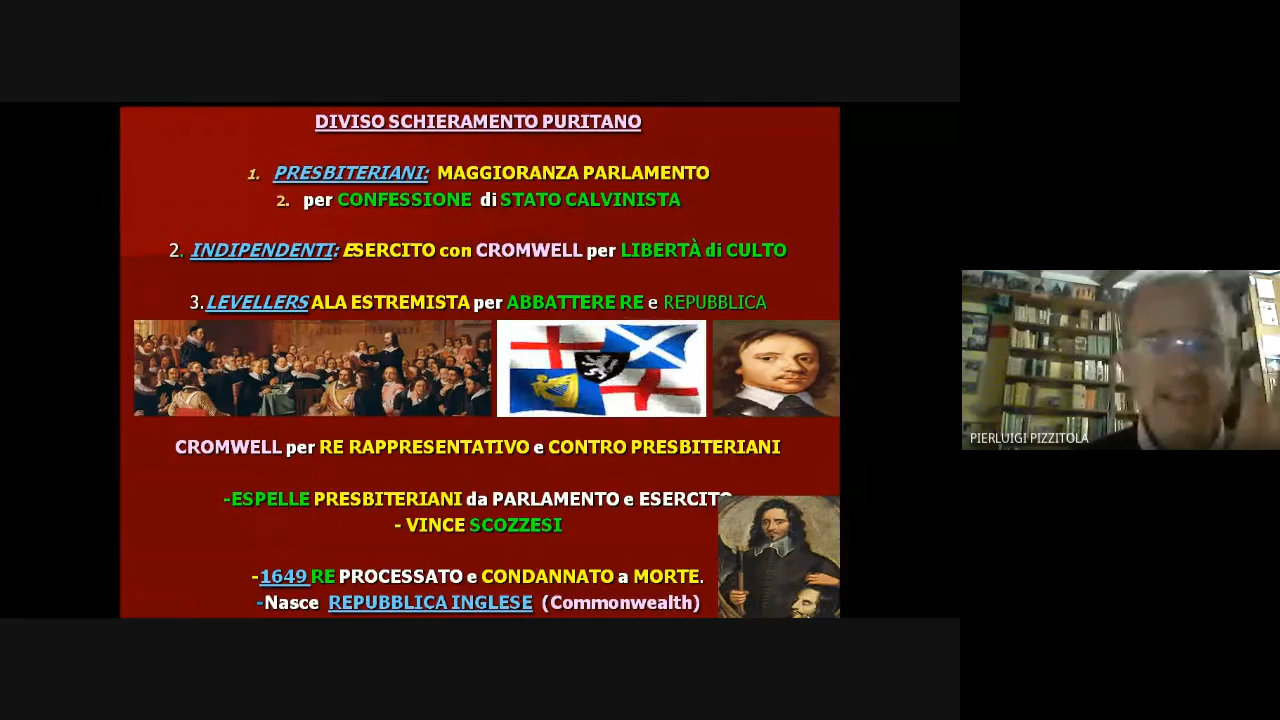 DIVISO SCHIERAMENTO PURITANO
1. PRESBITERIANI: MAGGIORANZA PARLAMENTO
2. per CONFESSIONE di STATO CALVINISTA
2. INDIPENDENTI: ESERCITO con CROMWELL per LIBERTÀ di CULTO
3.LEVELLERS ALA ESTREMISTA per ABBATTERE RE e REPUBBLICA
CROMWELL per RE RAPPRESENTATIVO e CONTRO PRESBITERIANI
-ESPELLE PRESBITERIANI da PARLAMENTO e ESERCITO
- VINCE SCOZZESI
-1649 RE PROCESSATO e CONDANNATO a MORTE.
-Nasce REPUBBLICA INGLESE (Commonwealth)
PIERLUIGI PIZZITOLA